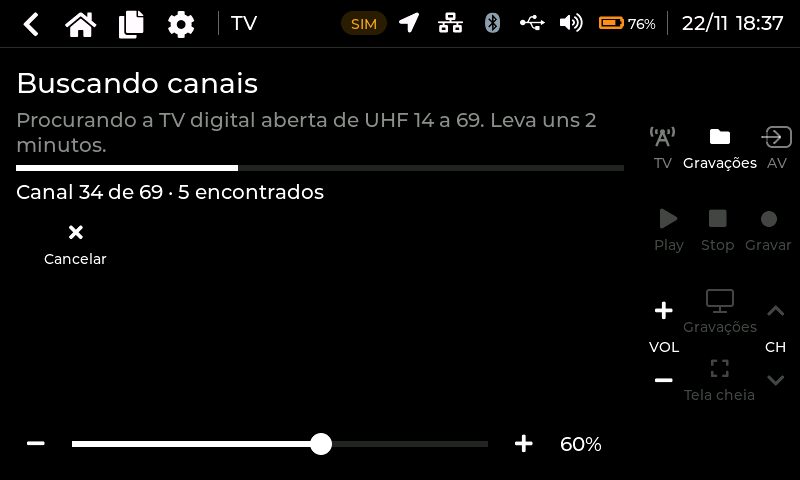 TV
SIM
76%
22/11 18:37
Buscando canais
Procurando a TV digital aberta de UHF 14 a 69. Leva uns 2
minutos.
Canal 34 de 69 · 5 encontrados
Cancelar
TV
Gravações
AV
Play
Stop
Gravar
Gravações
VOL
CH
Tela cheia
60%